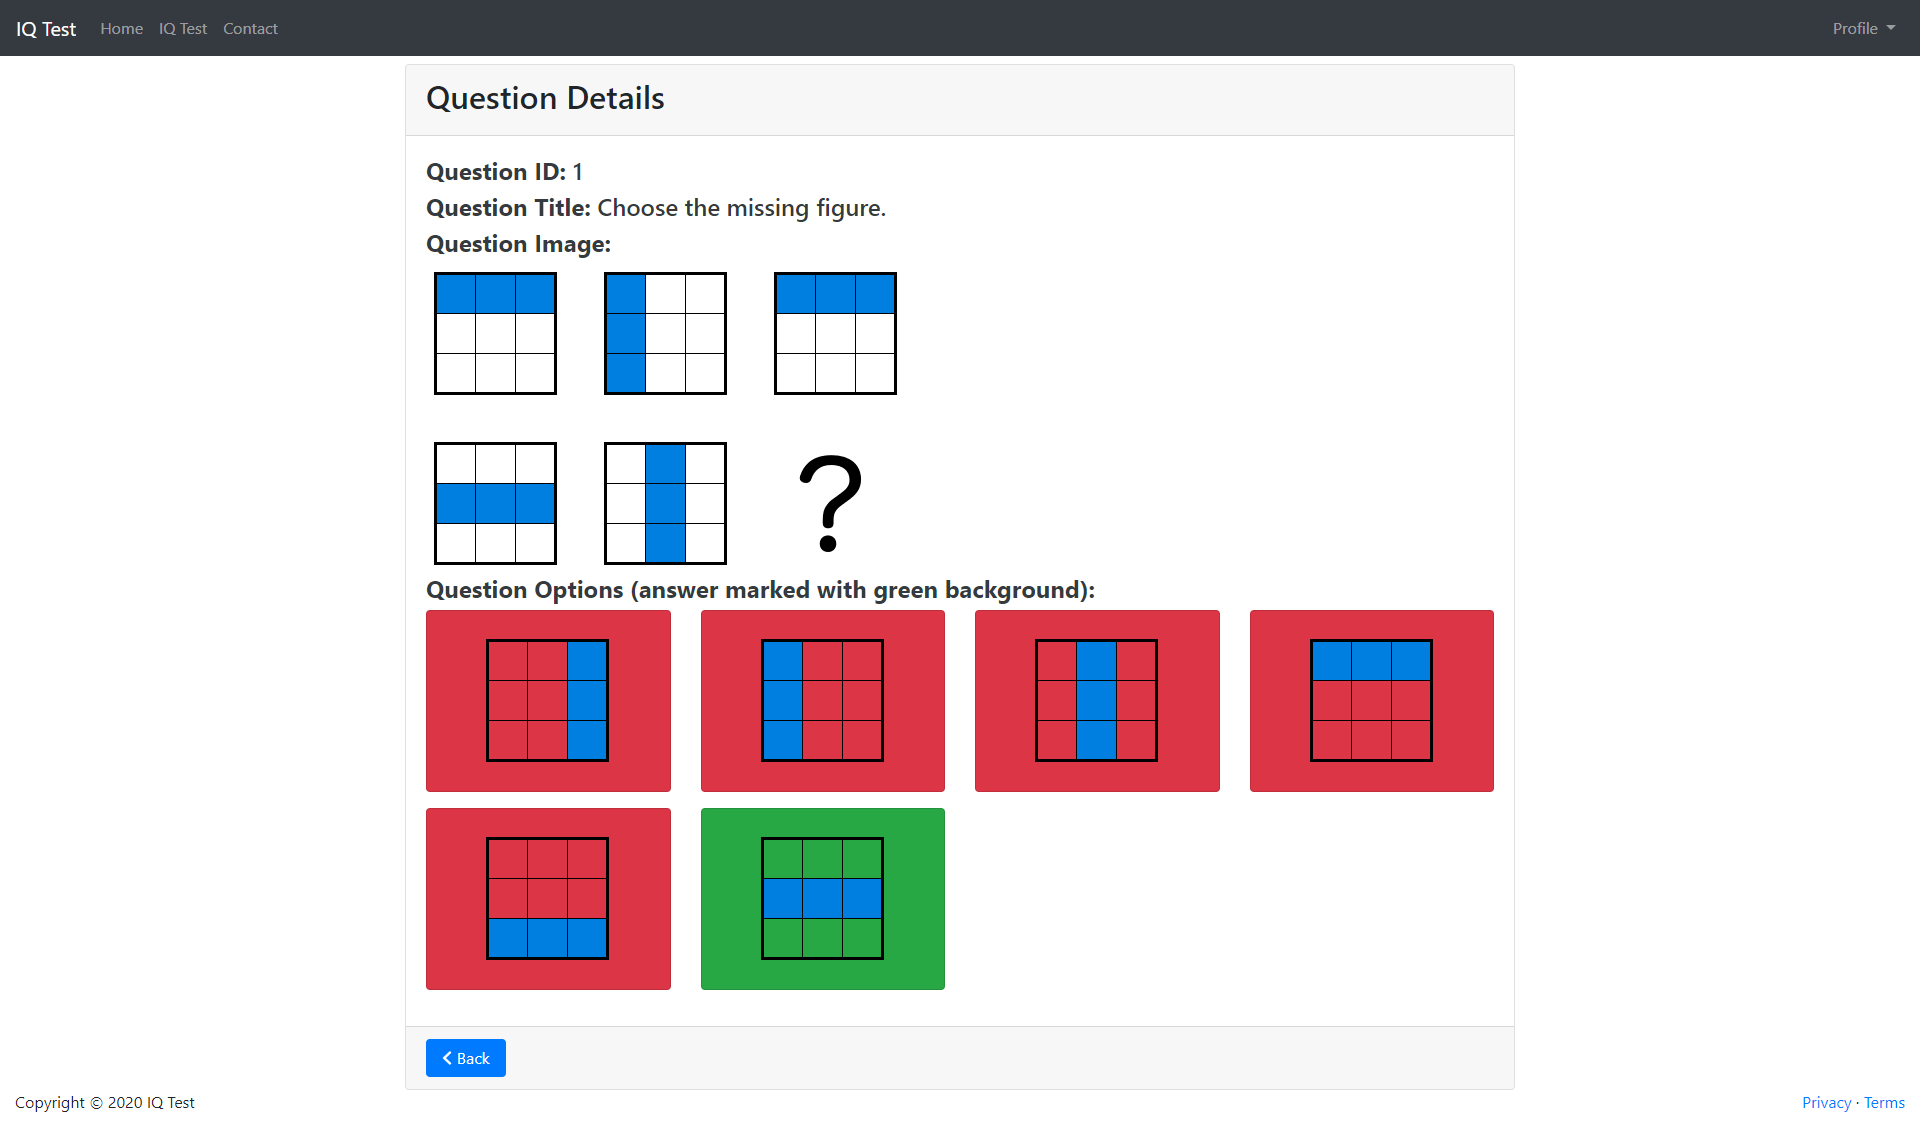 IQ Test Home IQ Test Contact Profile
Question Details
Question ID: 1
Question Title: Choose the missing figure.
Question Image:
?
Question Options (answer marked with green background):
Back
Copyright © 2020 IQ Test Privacy · Terms